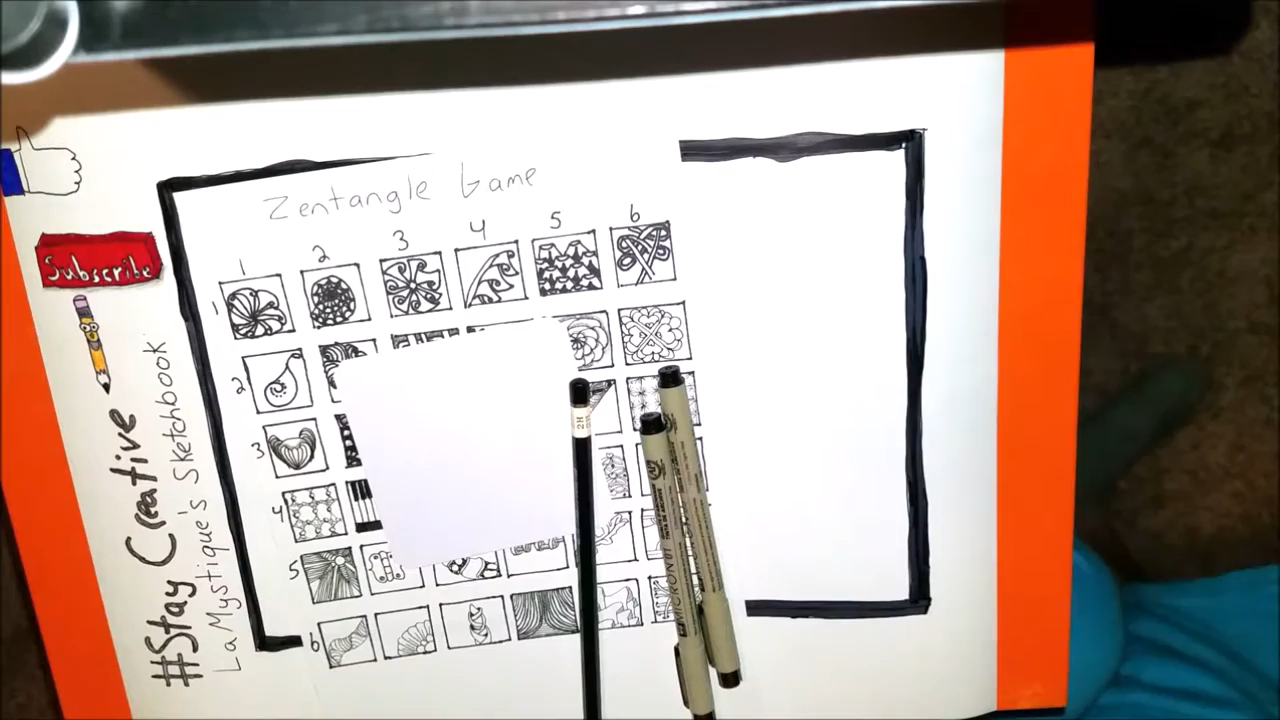 Zentangle Game
1 2 3 4 5 6
1
2
3
4
5
6
Subscribe
#Stay Creative
LaMystique's Sketchbook
2H
MICRON